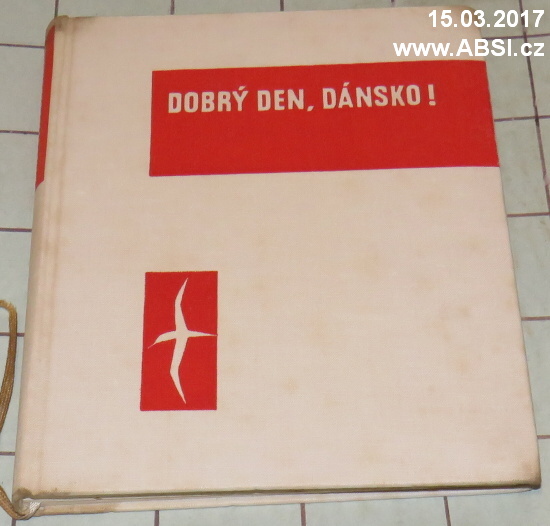 15.03.2017
www.ABSI.cz
DOBRÝ DEN, DÁNSKO!